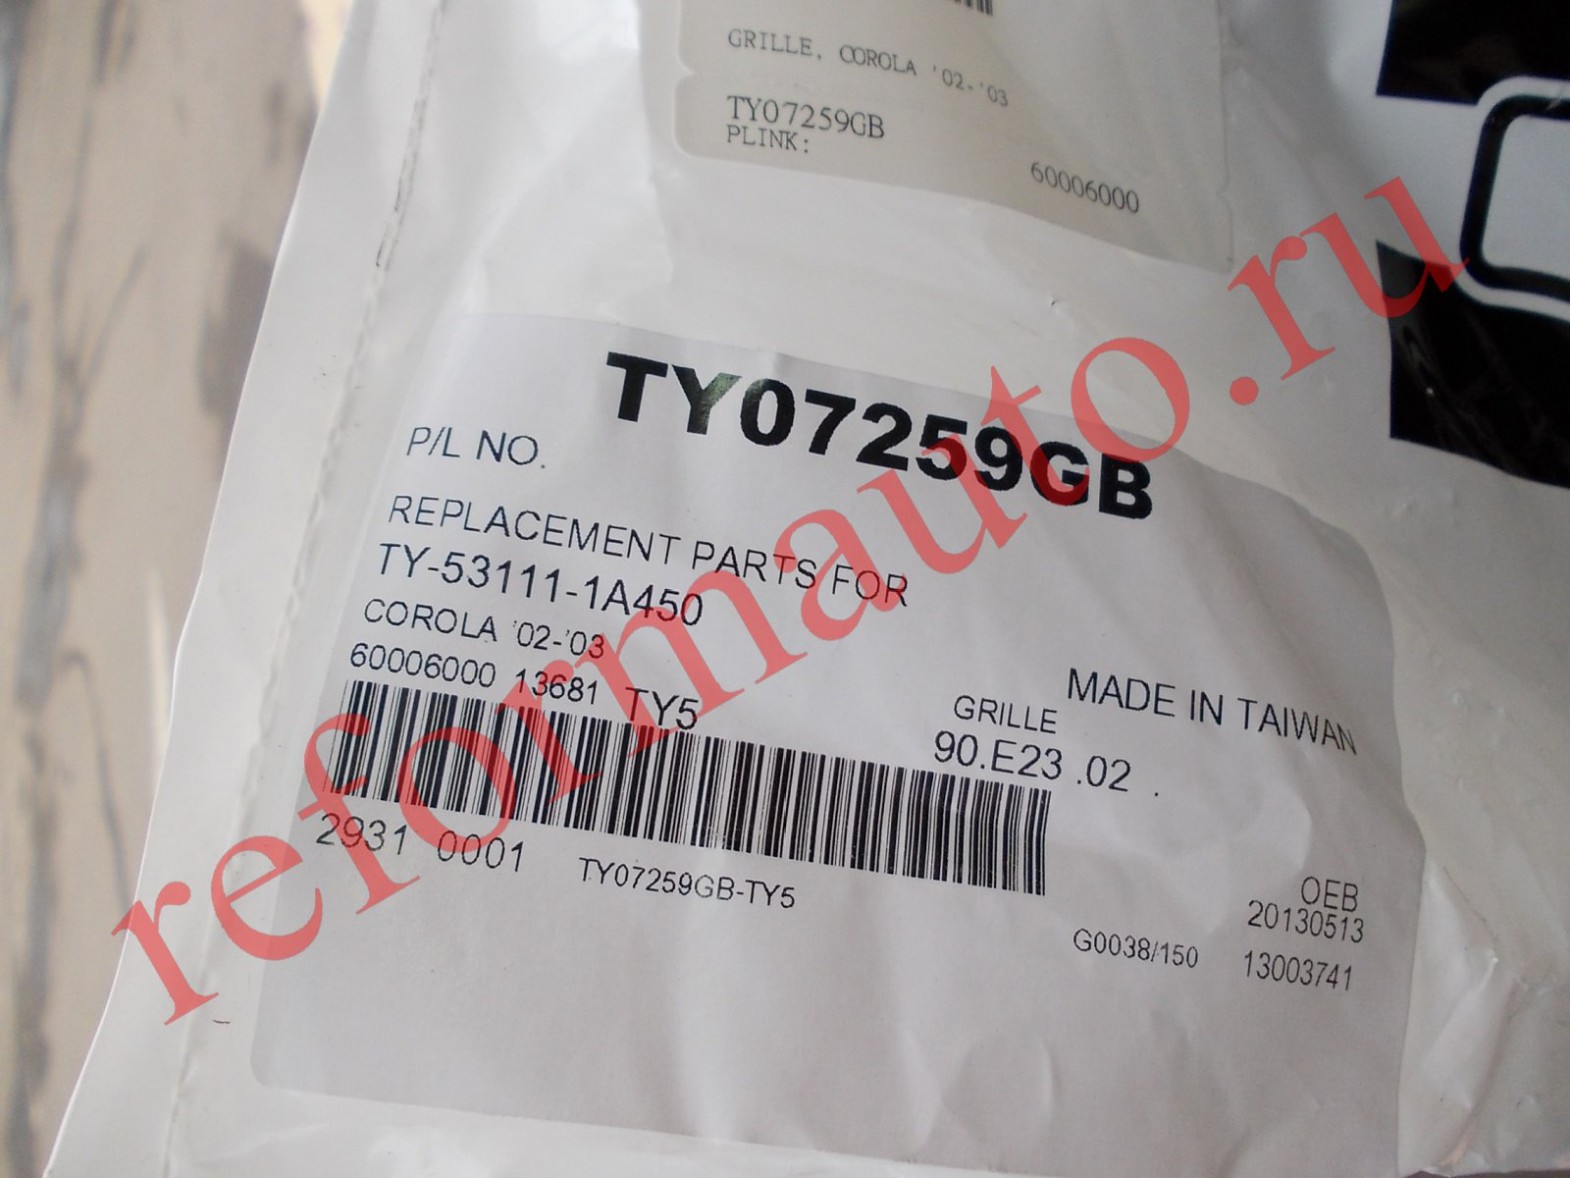 GRILLE, COROLA '02-'03
TY07259GB
PLINK:
60006000
P/L NO. TY07259GB
REPLACEMENT PARTS FOR
TY-53111-1A450
COROLA '02-'03
60006000 13681 TY5
MADE IN TAIWAN
GRILLE
90.E23 .02 .
2931 0001
TY07259GB-TY5
OEB
20130513
G0038/150 13003741
reformauto.ru